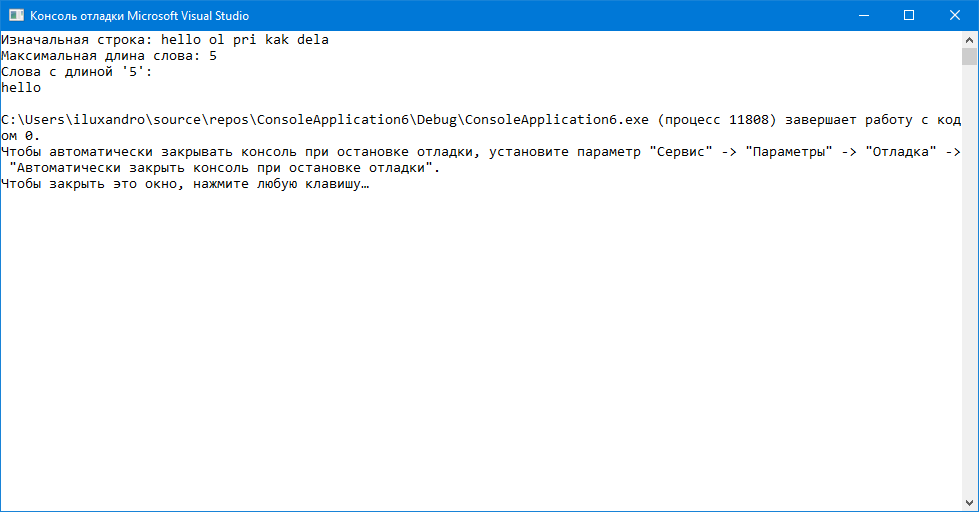 Консоль отладки Microsoft Visual Studio
Изначальная строка: hello ol pri kak dela
Максимальная длина слова: 5
Слова с длиной '5':
hello
C:\Users\iluxandro\source\repos\ConsoleApplication6\Debug\ConsoleApplication6.exe (процесс 11808) завершает работу с код
ом 0.
Чтобы автоматически закрывать консоль при остановке отладки, установите параметр "Сервис" -> "Параметры" -> "Отладка" ->
"Автоматически закрыть консоль при остановке отладки".
Чтобы закрыть это окно, нажмите любую клавишу…